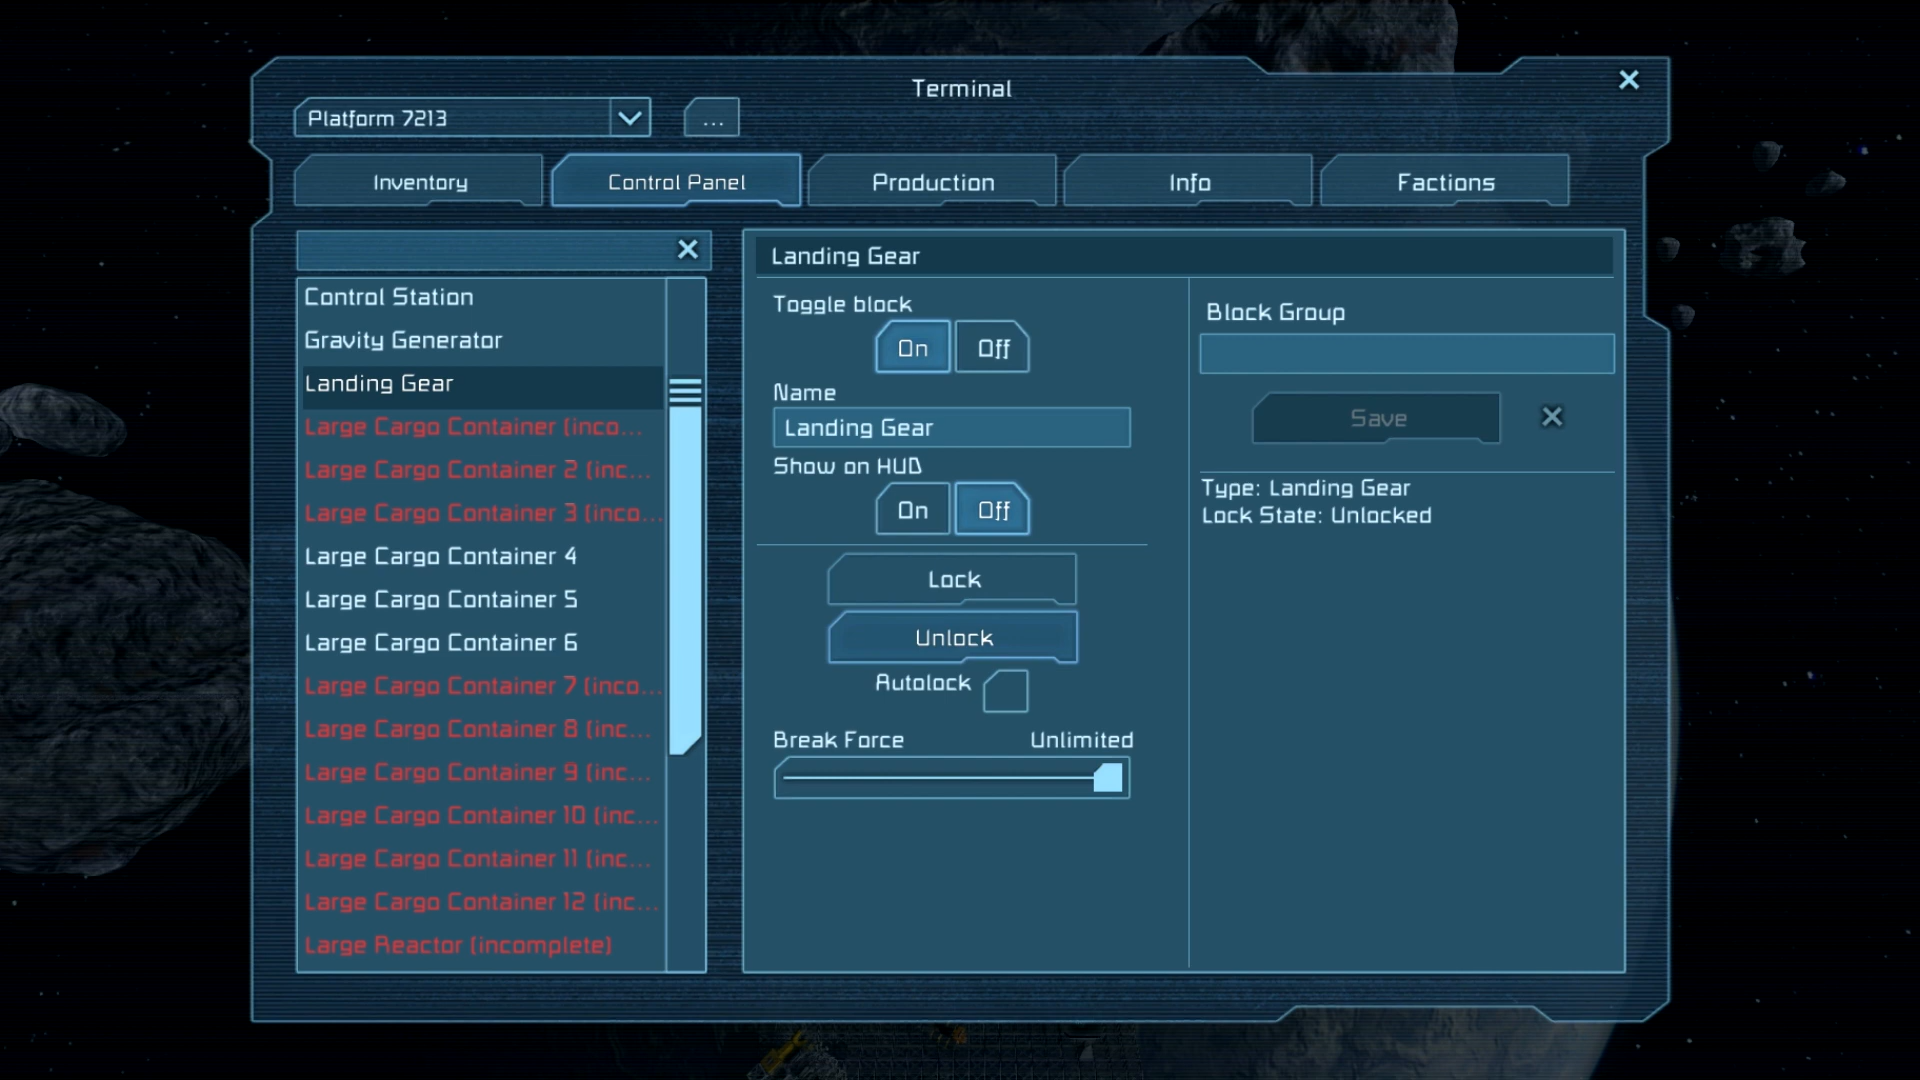 Terminal
Platform 7213
...
Inventory
Control Panel
Production
Info
Factions
Control Station
Gravity Generator
Landing Gear
Large Cargo Container (inco...
Large Cargo Container 2 (inc...
Large Cargo Container 3 (inco...
Large Cargo Container 4
Large Cargo Container 5
Large Cargo Container 6
Large Cargo Container 7 (inco...
Large Cargo Container 8 (inc...
Large Cargo Container 9 (inc...
Large Cargo Container 10 (inc...
Large Cargo Container 11 (inc...
Large Cargo Container 12 (inc...
Large Reactor (incomplete)
Landing Gear
Toggle block
On Off
Name
Landing Gear
Show on HUD
On Off
Lock
Unlock
Autolock
Break Force Unlimited
Block Group
Save
Type: Landing Gear
Lock State: Unlocked